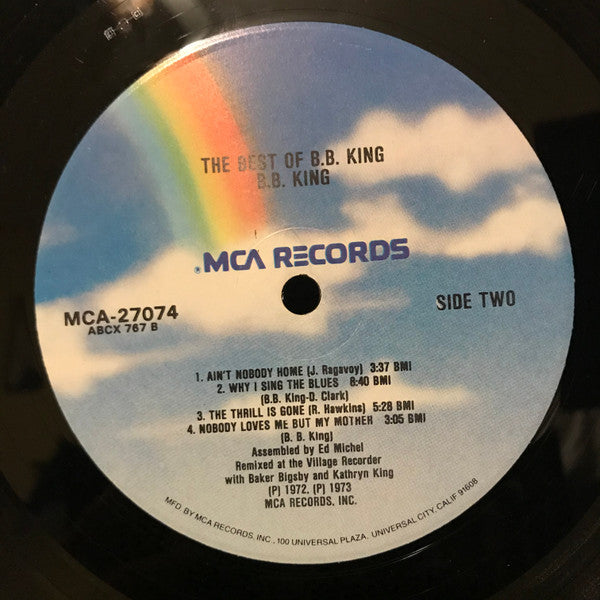 THE BEST OF B.B. KING
B.B. KING
®MCA RECORDS
MCA-27074
ABCX 767 B
SIDE TWO
1. AIN'T NOBODY HOME (J. Ragavoy) 3:37 BMI
2. WHY I SING THE BLUES 8:40 BMI
(B.B. King-D. Clark)
3. THE THRILL IS GONE (R. Hawkins) 5:28 BMI
4. NOBODY LOVES ME BUT MY MOTHER 3:05 BMI
(B. B. King)
Assembled by Ed Michel
Remixed at the Village Recorder
with Baker Bigsby and Kathryn King
(P) 1972, (P) 1973
MCA RECORDS, INC.
MFD. BY MCA RECORDS, INC., 100 UNIVERSAL PLAZA, UNIVERSAL CITY, CALIF. 91608